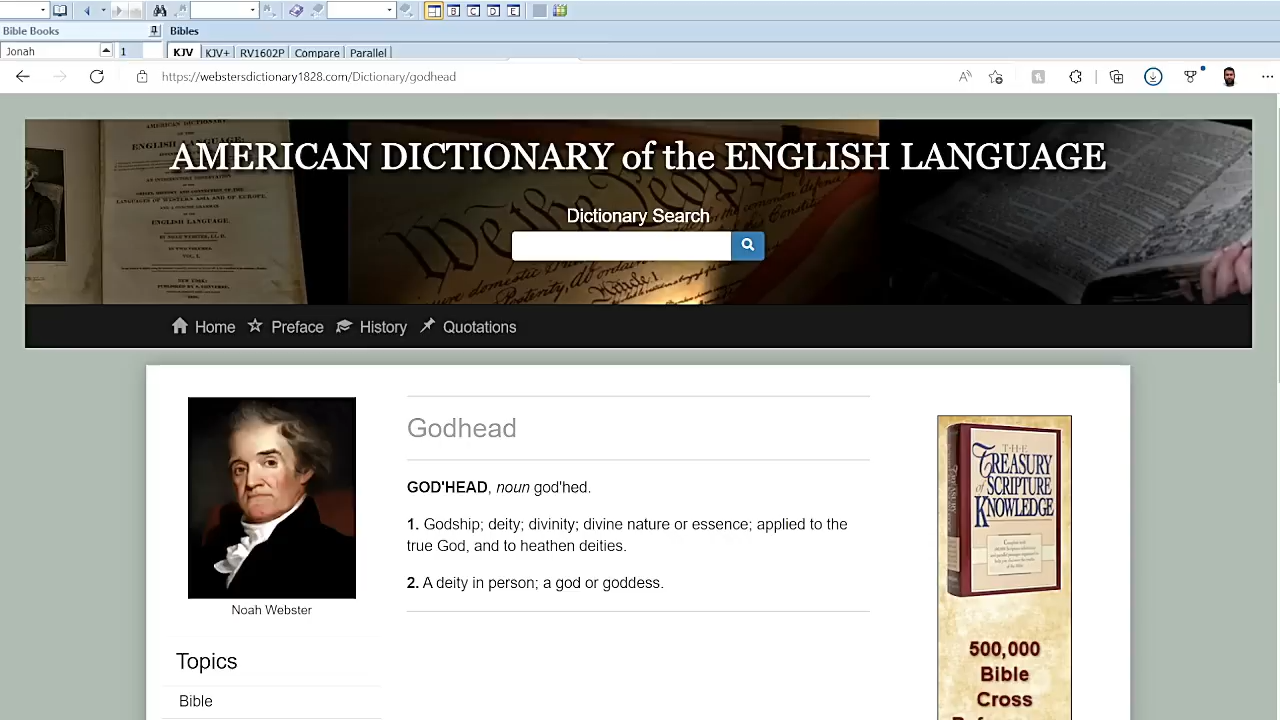 Bible Books
Bibles
Jonah
1
KJV
KJV+
RV1602P
Compare
Parallel
B
C
D
E
https://webstersdictionary1828.com/Dictionary/godhead
AMERICAN DICTIONARY of the ENGLISH LANGUAGE
Dictionary Search
Home
Preface
History
Quotations
Godhead
GOD'HEAD, noun god'hed.
1. Godship; deity; divinity; divine nature or essence; applied to the
true God, and to heathen deities.
2. A deity in person; a god or goddess.
Noah Webster
Topics
Bible
THE
TREASURY
of SCRIPTURE
KNOWLEDGE
500,000
Bible
Cross